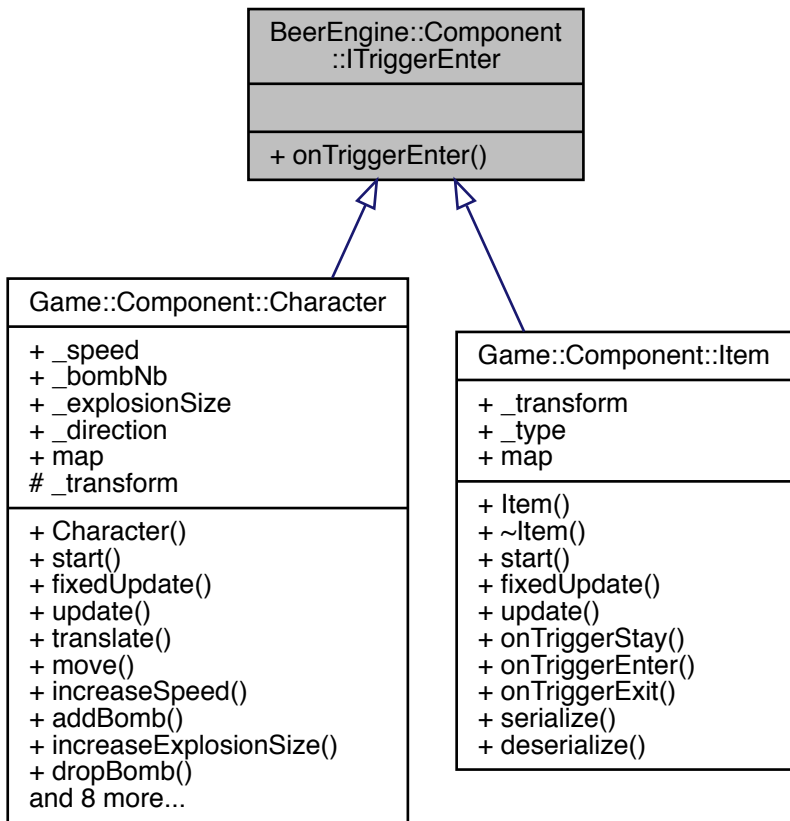 BeerEngine::Component
::ITriggerEnter
+ onTriggerEnter()
Game::Component::Character
+ _speed
+ _bombNb
+ _explosionSize
+ _direction
+ map
# _transform
+ Character()
+ start()
+ fixedUpdate()
+ update()
+ translate()
+ move()
+ increaseSpeed()
+ addBomb()
+ increaseExplosionSize()
+ dropBomb()
and 8 more...
Game::Component::Item
+ _transform
+ _type
+ map
+ Item()
+ ~Item()
+ start()
+ fixedUpdate()
+ update()
+ onTriggerStay()
+ onTriggerEnter()
+ onTriggerExit()
+ serialize()
+ deserialize()